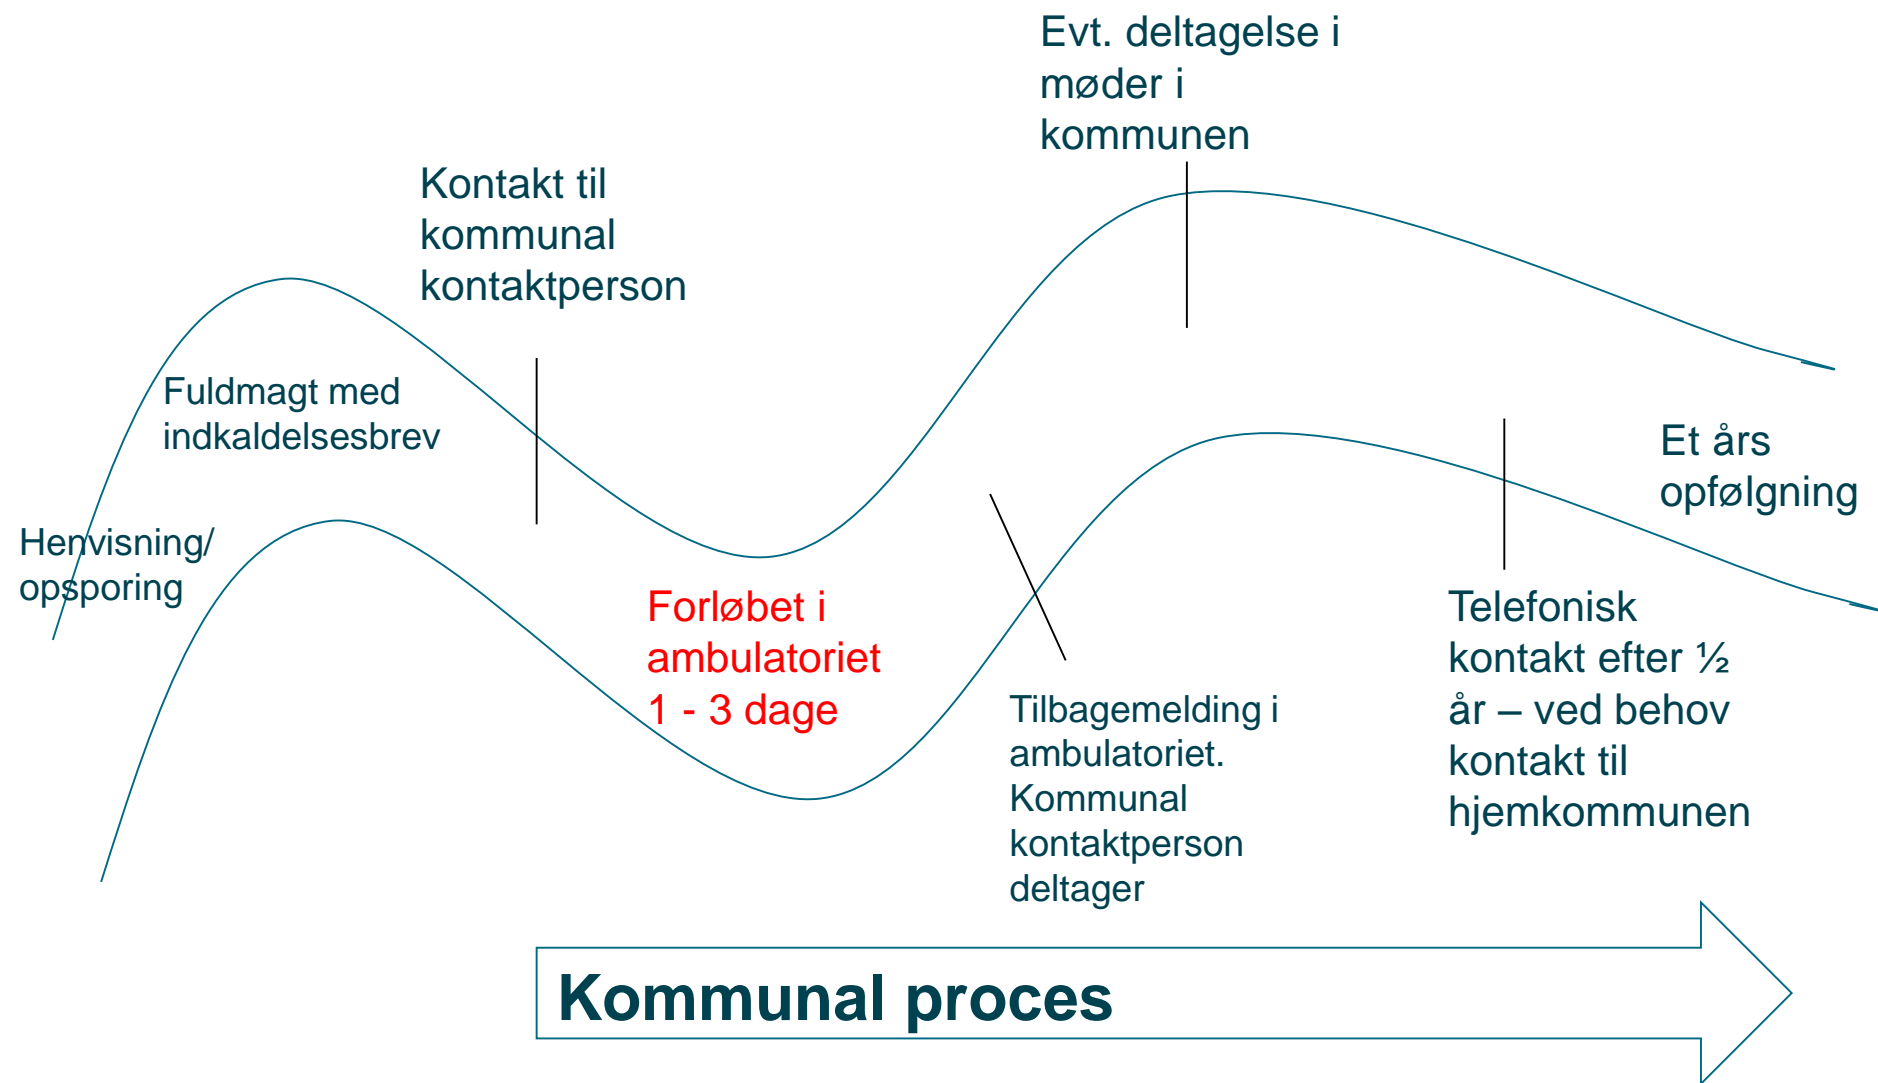 Henvisning/
opsporing
Fuldmagt med
indkaldelsesbrev
Kontakt til
kommunal
kontaktperson
Forløbet i
ambulatoriet
1 - 3 dage
Tilbagemelding i
ambulatoriet.
Kommunal
kontaktperson
deltager
Evt. deltagelse i
møder i
kommunen
Telefonisk
kontakt efter ½
år – ved behov
kontakt til
hjemkommunen
Et års
opfølgning
Kommunal proces